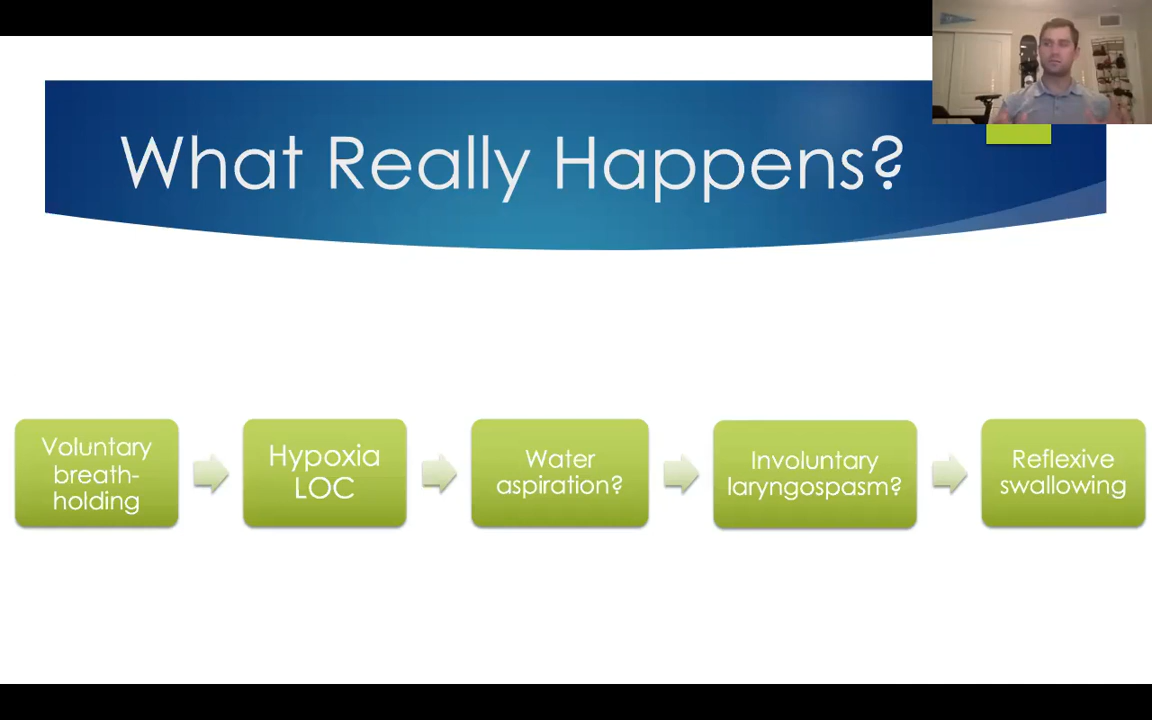 What Really Happens?
Voluntary
breath-
holding
Hypoxia
LOC
Water
aspiration?
Involuntary
laryngospasm?
Reflexive
swallowing